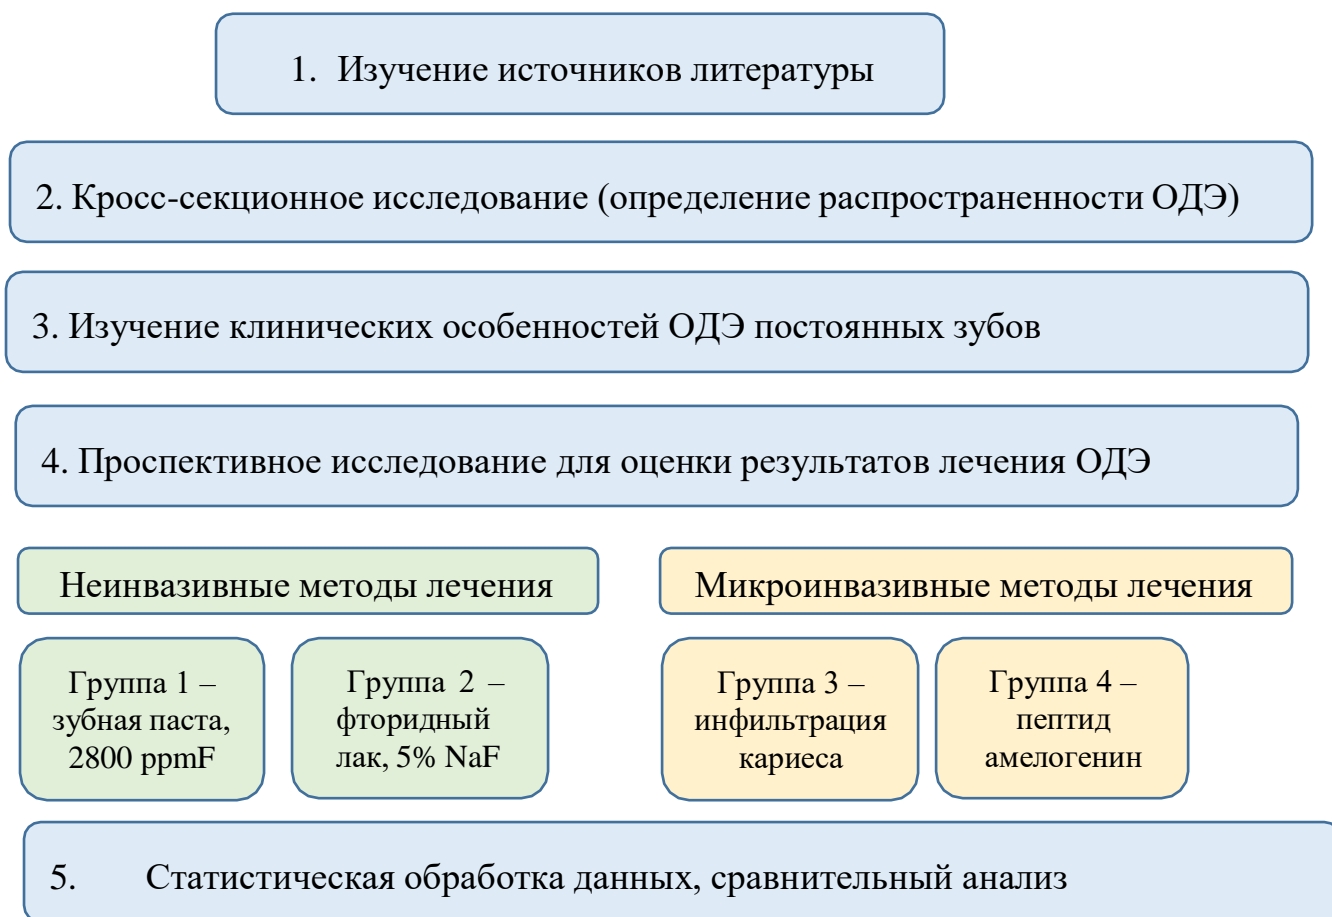 1. Изучение источников литературы
2. Кросс-секционное исследование (определение распространенности ОДЭ)
3. Изучение клинических особенностей ОДЭ постоянных зубов
4. Проспективное исследование для оценки результатов лечения ОДЭ
Неинвазивные методы лечения
Микроинвазивные методы лечения
Группа 1 –
зубная паста,
2800 ppmF
Группа 2 –
фторидный
лак, 5% NaF
Группа 3 –
инфильтрация
кариеса
Группа 4 –
пептид
амелогенин
5. Статистическая обработка данных, сравнительный анализ